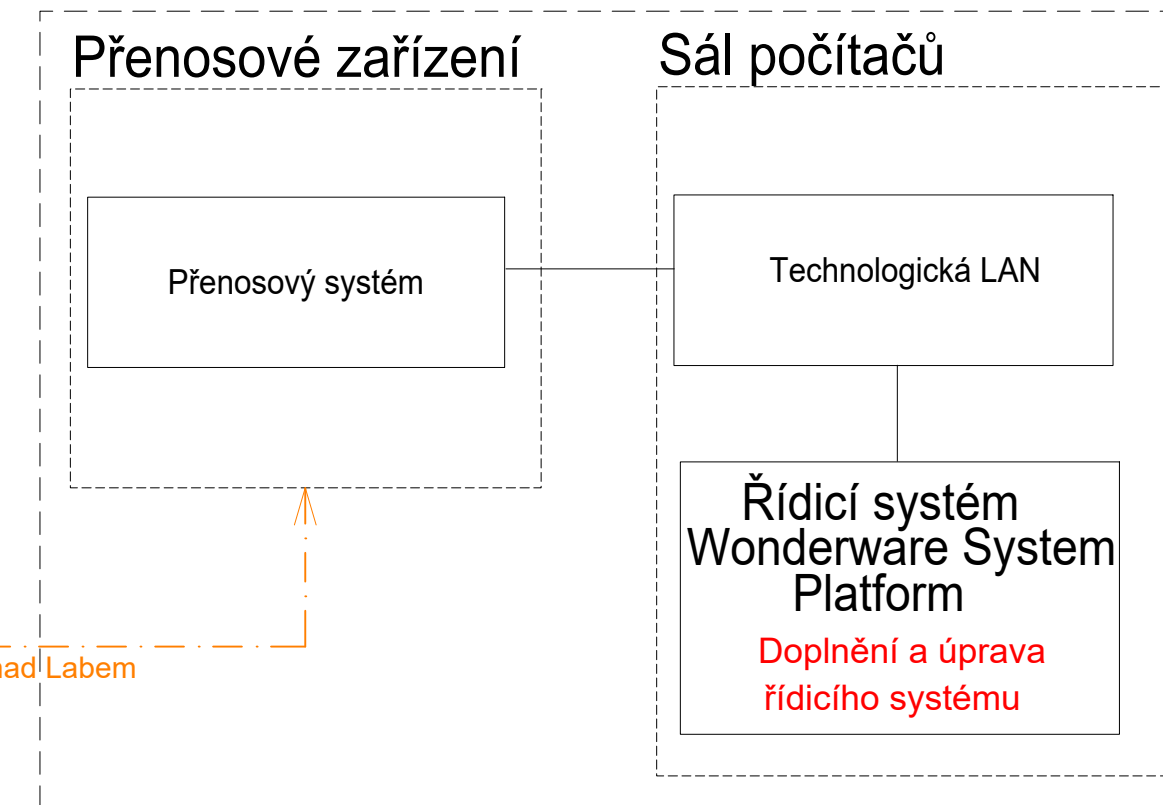 Přenosové zařízení
Sál počítačů
Přenosový systém
Technologická LAN
Řídicí systém
Wonderware System
Platform
Doplnění a úprava
řídicího systému
nad Labem